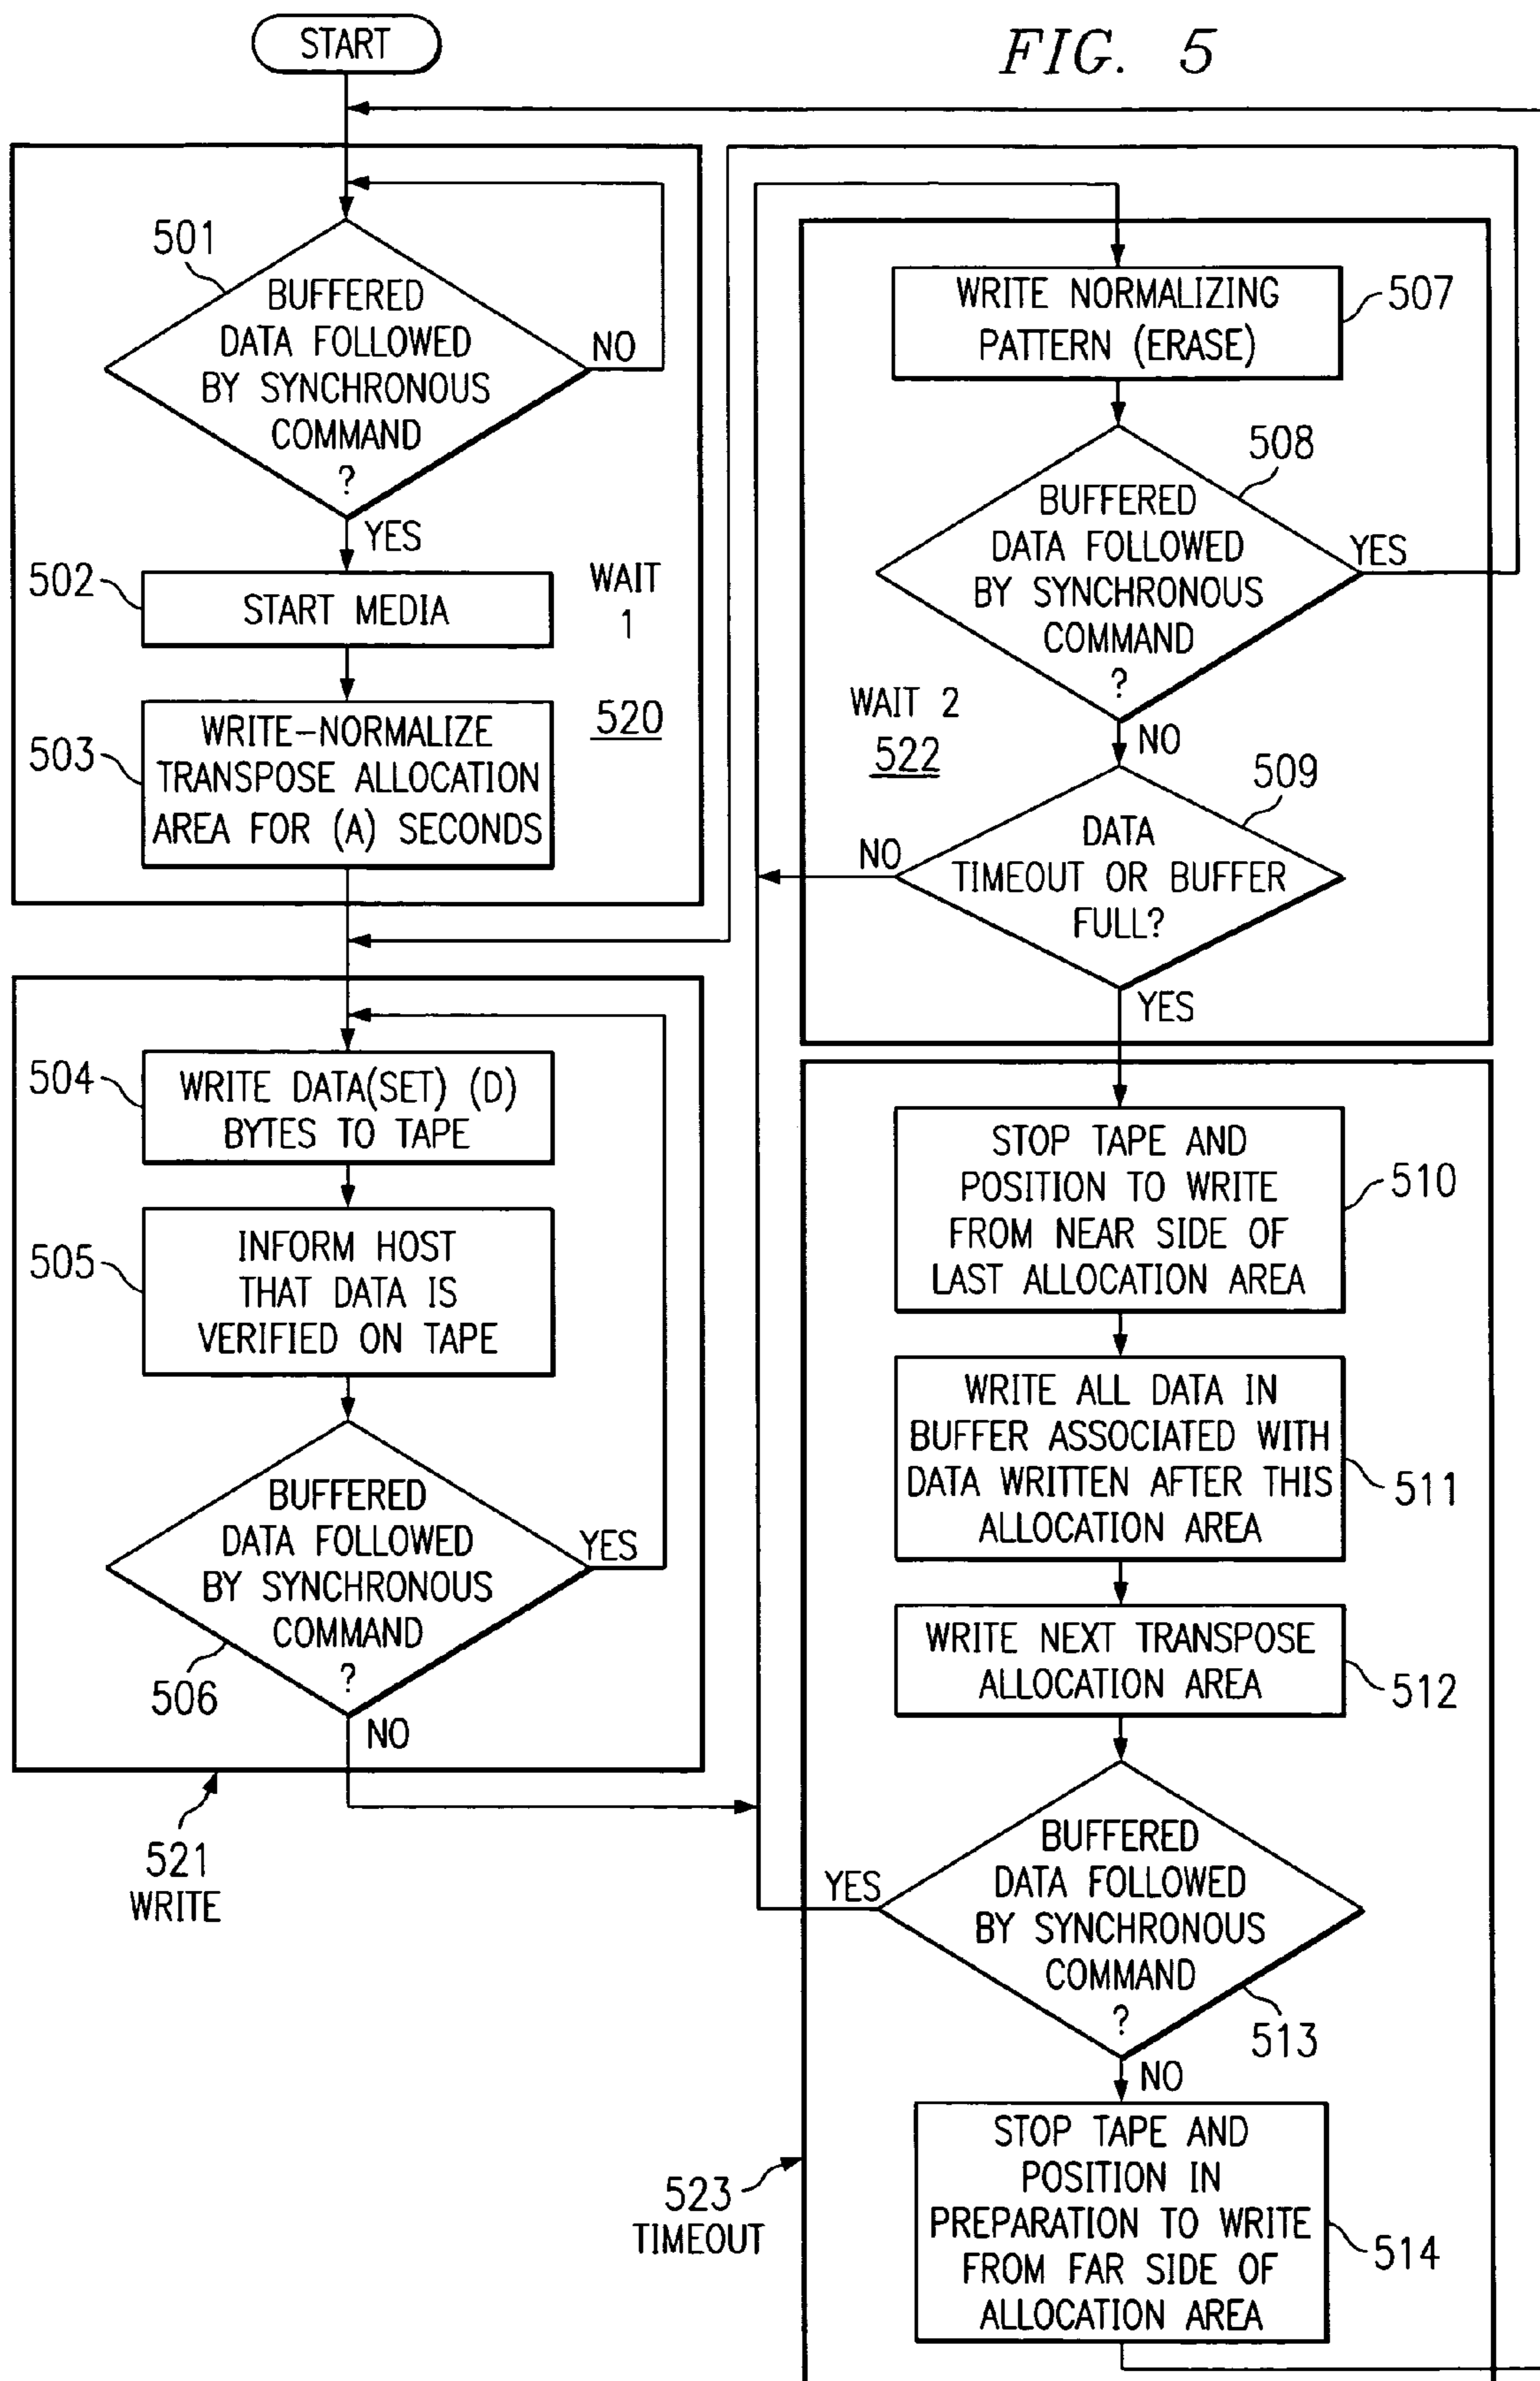 START
FIG. 5
501
BUFFERED
DATA FOLLOWED
BY SYNCHRONOUS
COMMAND
?
NO
YES
502
START MEDIA
WAIT
1
520
503
WRITE-NORMALIZE
TRANSPOSE ALLOCATION
AREA FOR (A) SECONDS
504
WRITE DATA(SET) (D)
BYTES TO TAPE
505
INFORM HOST
THAT DATA IS
VERIFIED ON TAPE
BUFFERED
DATA FOLLOWED
BY SYNCHRONOUS
COMMAND
?
YES
506
NO
521
WRITE
WRITE NORMALIZING
PATTERN (ERASE)
507
508
BUFFERED
DATA FOLLOWED
BY SYNCHRONOUS
COMMAND
?
YES
WAIT 2
522
NO
509
DATA
TIMEOUT OR BUFFER
FULL?
NO
YES
STOP TAPE AND
POSITION TO WRITE
FROM NEAR SIDE OF
LAST ALLOCATION AREA
510
WRITE ALL DATA IN
BUFFER ASSOCIATED WITH
DATA WRITTEN AFTER THIS
ALLOCATION AREA
511
WRITE NEXT TRANSPOSE
ALLOCATION AREA
512
BUFFERED
DATA FOLLOWED
BY SYNCHRONOUS
COMMAND
?
YES
513
NO
STOP TAPE AND
POSITION IN
PREPARATION TO WRITE
FROM FAR SIDE OF
ALLOCATION AREA
514
523
TIMEOUT